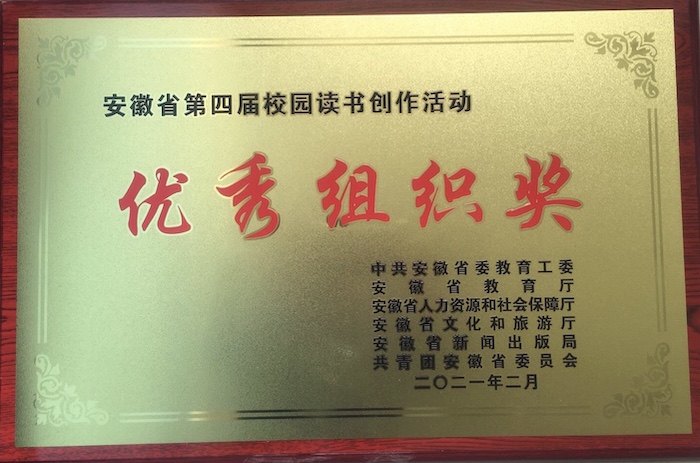 安徽省第四届校园读书创作活动
优秀组织奖
中共安徽省委教育工委
安徽省教育厅
安徽省人力资源和社会保障厅
安徽省文化和旅游厅
安徽省新闻出版局
共青团安徽省委员会
二〇二一年二月